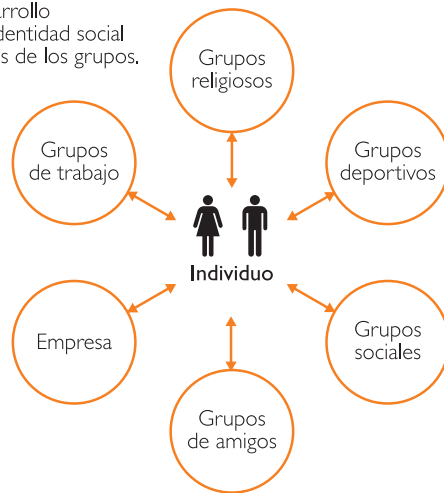 dentidad social
s de los grupos.
Grupos
religiosos
Grupos
de trabajo
Grupos
deportivos
Individuo
Empresa
Grupos
sociales
Grupos
de amigos